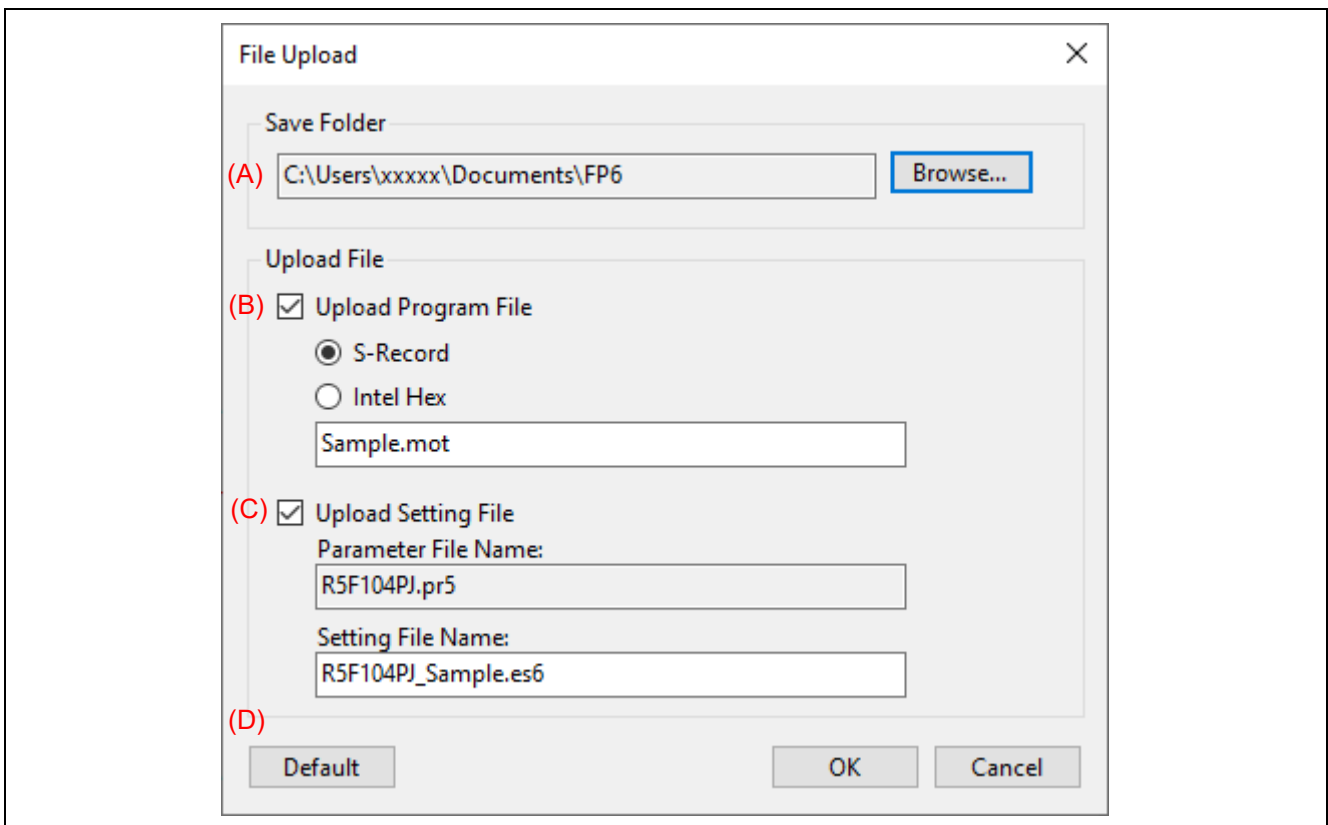 File Upload
Save Folder
(A) C:\Users\xxxxx\Documents\FP6 Browse...
Upload File
(B) Upload Program File
S-Record
Intel Hex
Sample.mot
(C) Upload Setting File
Parameter File Name:
R5F104PJ.pr5
Setting File Name:
R5F104PJ_Sample.es6
(D)
Default OK Cancel